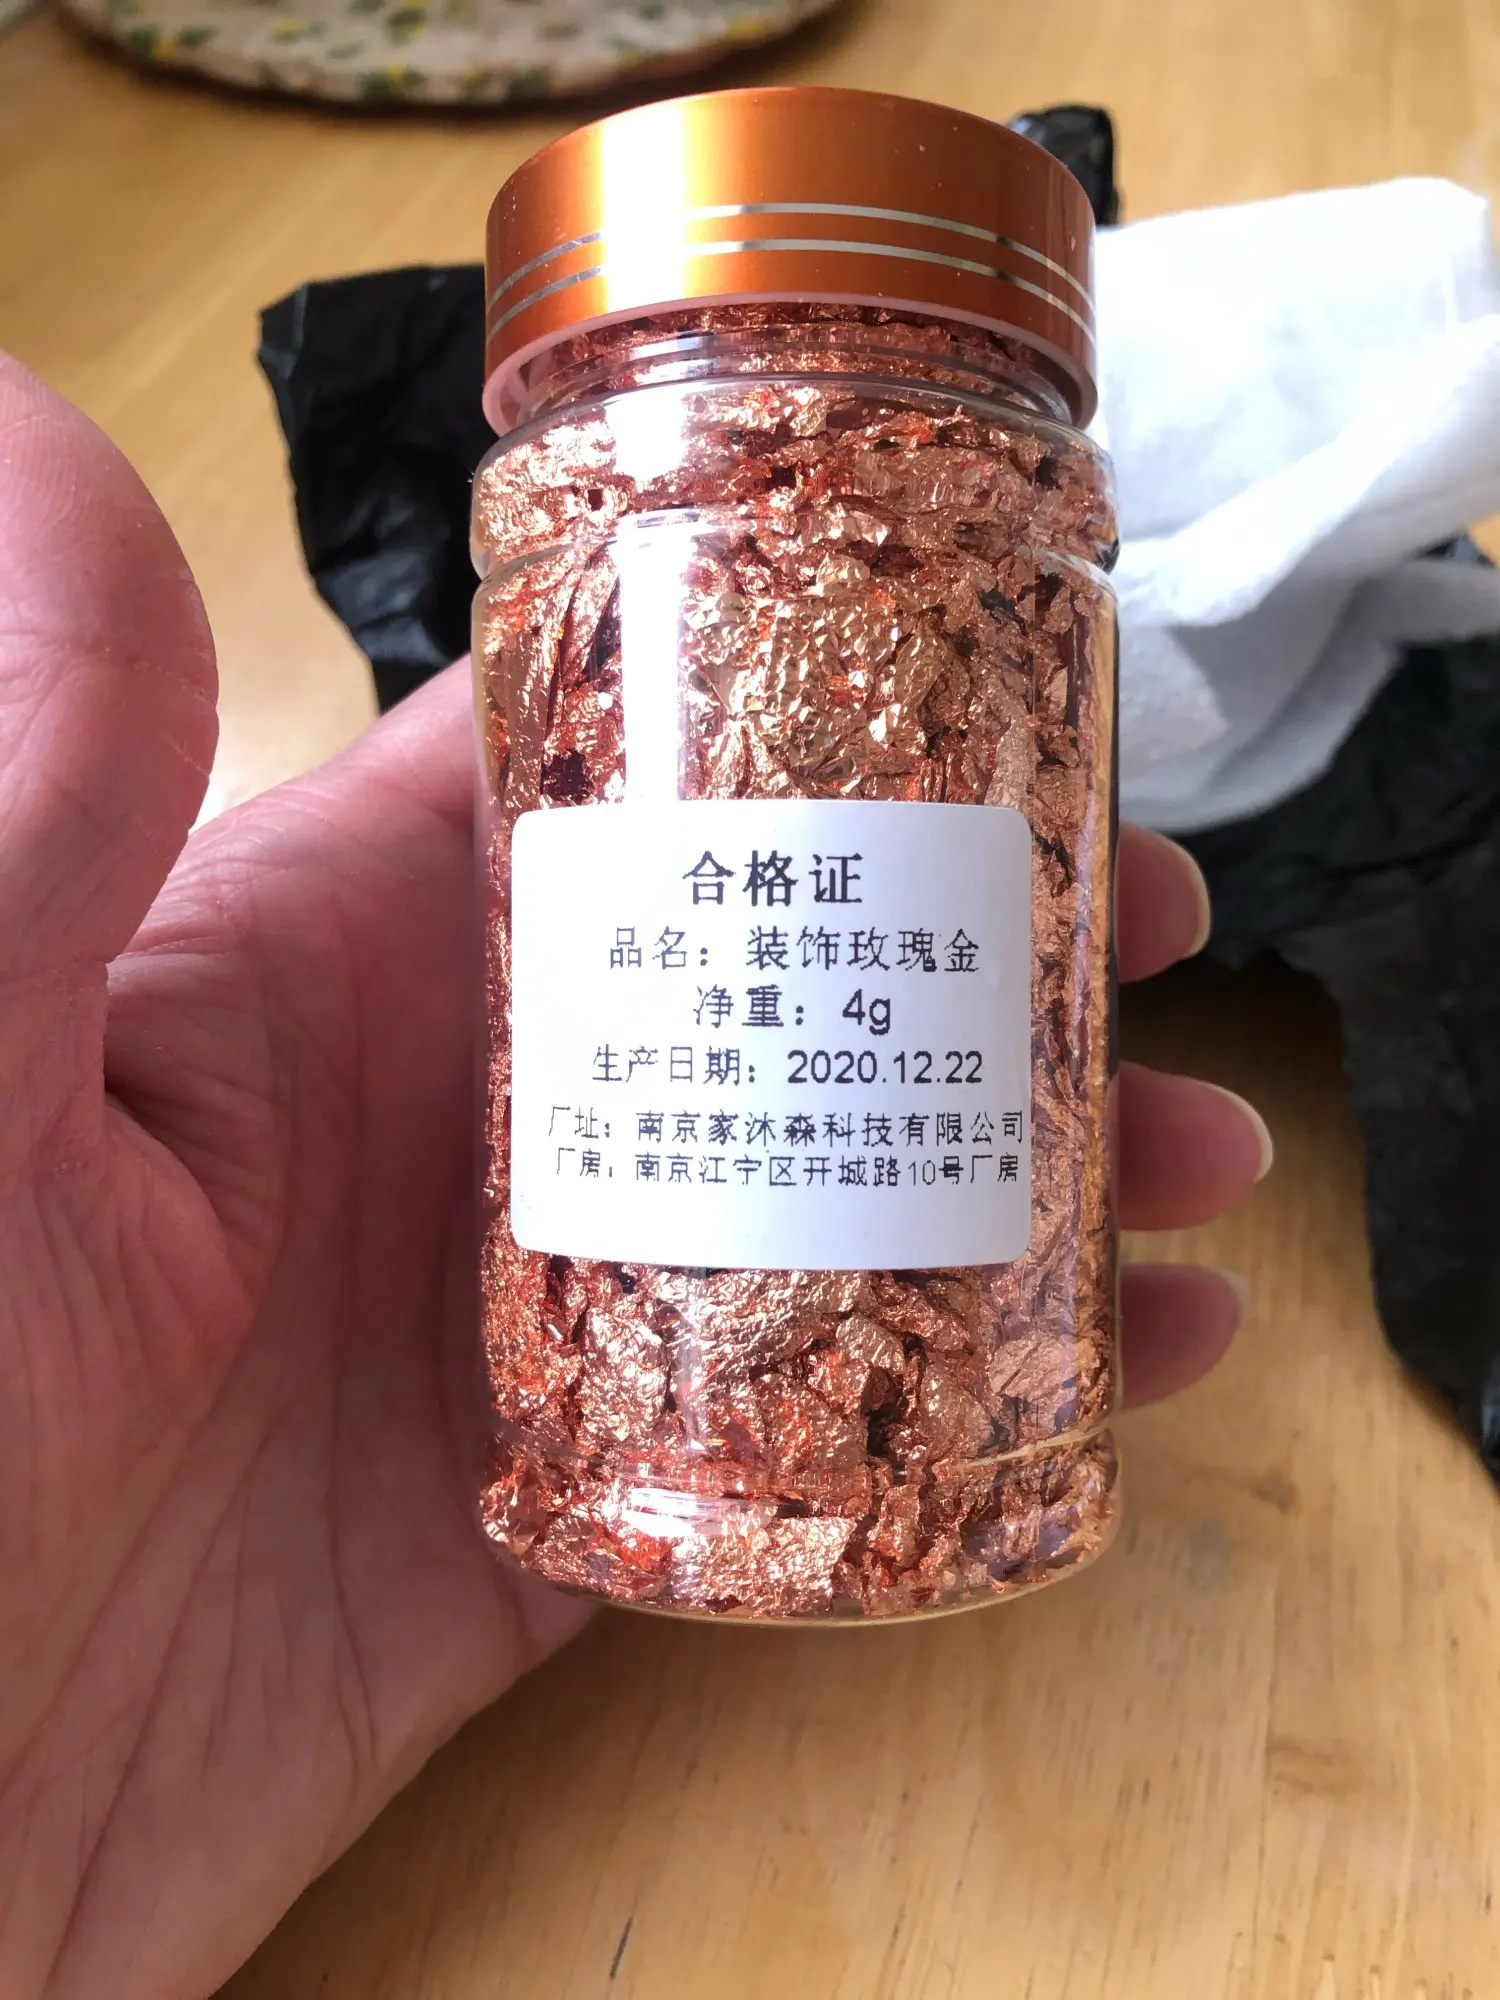 合格证
品名：装饰玫瑰金
净重：4g
生产日期：2020.12.22
厂址：南京家沐森科技有限公司
厂房：南京江宁区开城路10号厂房